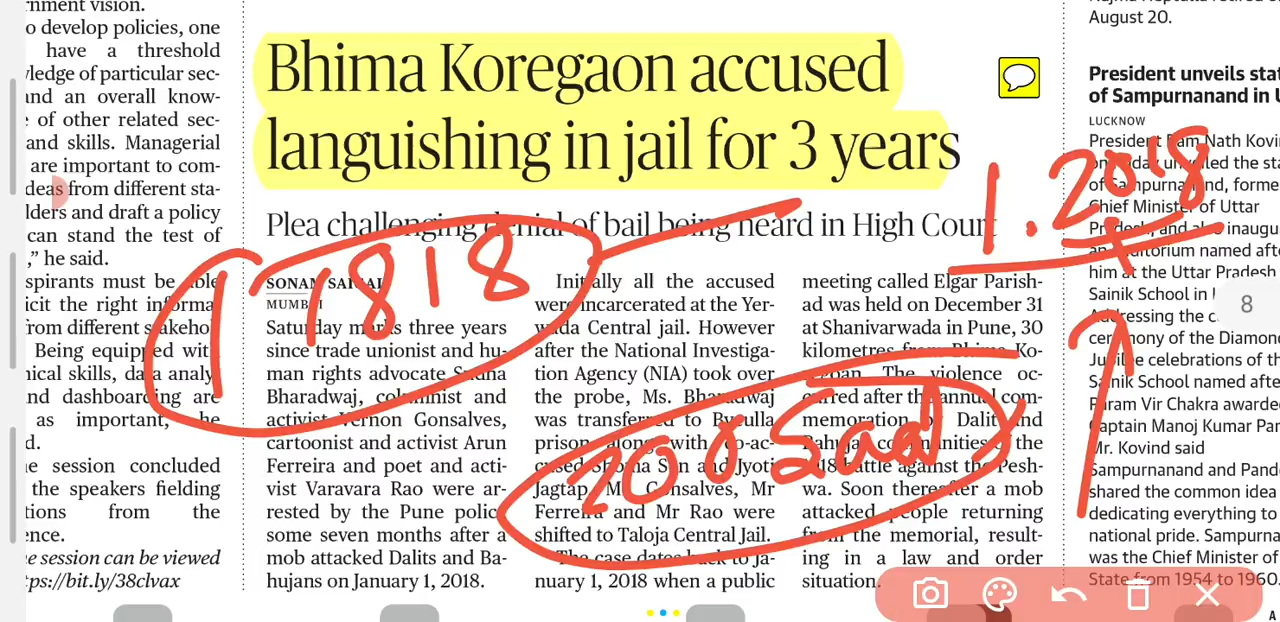 rnment vision.
o develop policies, one
have a threshold
ledge of particular sec-
and an overall know-
of other related sec-
and skills. Managerial
are important to com-
deas from different sta-
lders and draft a policy
can stand the test of
," he said.
spirants must be able
icit the right informa
from different stakehol
Being equipped with
nical skills, data analy
nd dashboarding are
as important, he
d.
e session concluded
the speakers fielding
tions from the
ence.
e session can be viewed
tps://bit.ly/38clvax
Bhima Koregaon accused
languishing in jail for 3 years
Plea challenging denial of bail being heard in High Court
MUMBAI
Saturday marks three years
since trade unionist and hu-
man rights advocate Sudha
Bharadwaj, columnist and
activist Vernon Gonsalves,
cartoonist and activist Arun
Ferreira and poet and acti-
vist Varavara Rao were ar-
rested by the Pune police
some seven months after a
mob attacked Dalits and Ba-
hujans on January 1, 2018.
Initially all the accused
were incarcerated at the Yer-
wada Central jail. However
after the National Investiga-
tion Agency (NIA) took over
the probe, Ms. Bharadwaj
was transferred to Byculla
prison along with co-ac-
cused Shoma Sen and Jyoti
Jagtap. Mr Gonsalves, Mr
Ferreira and Mr Rao were
shifted to Taloja Central Jail.
The case dates back to Ja-
nuary 1, 2018 when a public
meeting called Elgar Parish-
ad was held on December 31
at Shanivarwada in Pune, 30
kilometres from Bhima Ko-
regaon. The violence oc-
curred after the annual com-
memoration by Dalit and
Bahujan communities of the
1818 battle against the Pesh-
wa. Soon thereafter a mob
attacked people returning
from the memorial, result-
ing in a law and order
situation.
August 20.
President unveils stat
of Sampurnanand in U
LUCKNOW
President Ram Nath Kovi
unveiled the sta
of Sampurnanand, forme
Chief Minister of Uttar
Pradesh, and also inaugu
an auditorium named afte
him at the Uttar Pradesh
Sainik School in
Addressing the c
ceremony of the Diamon
Jubilee celebrations of th
Sainik School named afte
Param Vir Chakra awarde
Captain Manoj Kumar Pan
Mr. Kovind said
Sampurnanand and Pand
shared the common idea
dedicating everything to
national pride. Sampurna
was the Chief Minister of
State from 1954 to 1960.
A
8
1818
1.2018
200 saal